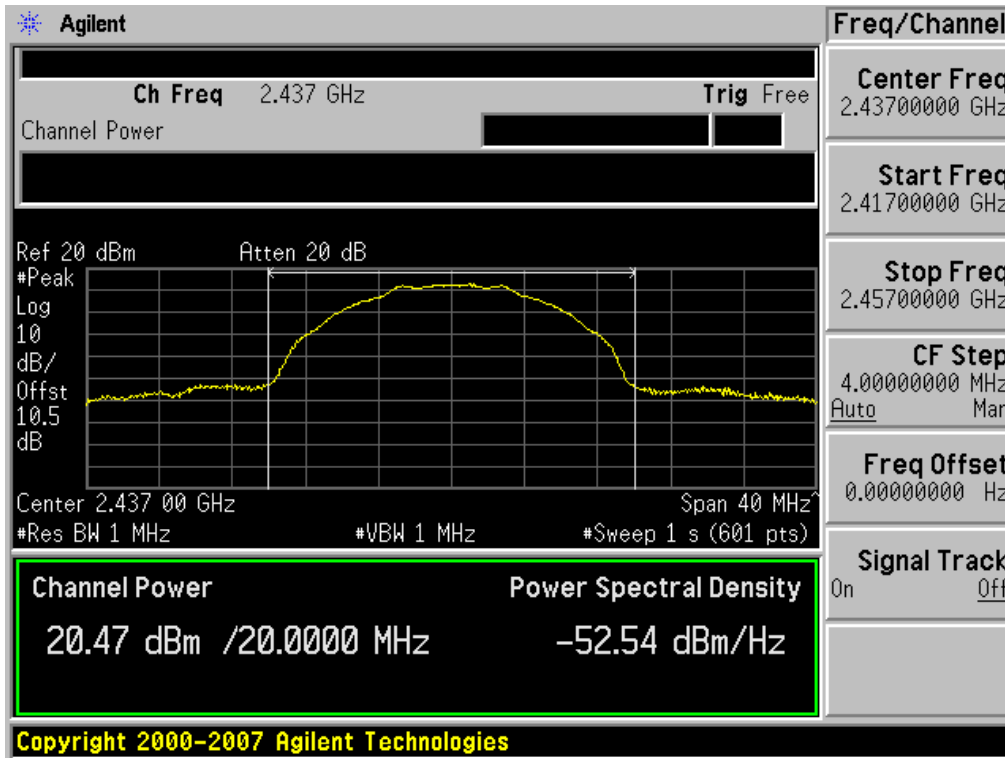 Agilent
Freq/Channel
Ch Freq 2.437 GHz Trig Free
Channel Power
Center Freq
2.43700000 GHz
Start Freq
2.41700000 GHz
Stop Freq
2.45700000 GHz
CF Step
4.00000000 MHz
Auto Man
Freq Offset
0.00000000 Hz
Signal Track
On Off
Ref 20 dBm Atten 20 dB
#Peak
Log
10
dB/
Offst
10.5
dB
Center 2.437 00 GHz Span 40 MHz^
#Res BW 1 MHz #VBW 1 MHz #Sweep 1 s (601 pts)
Channel Power Power Spectral Density
20.47 dBm /20.0000 MHz -52.54 dBm/Hz
Copyright 2000-2007 Agilent Technologies